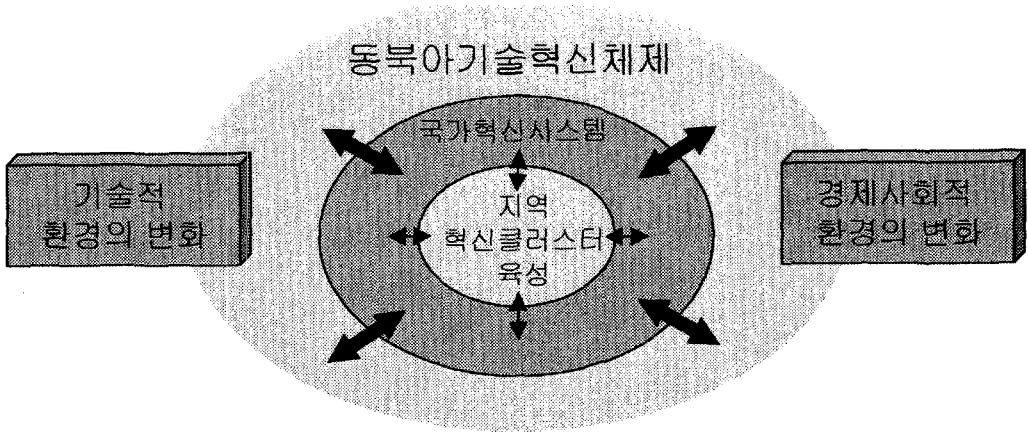 동북아기술혁신체제
국가혁신시스템
기술적
환경의 변화
지역
혁신클러스터
육성
경제사회적
환경의 변화